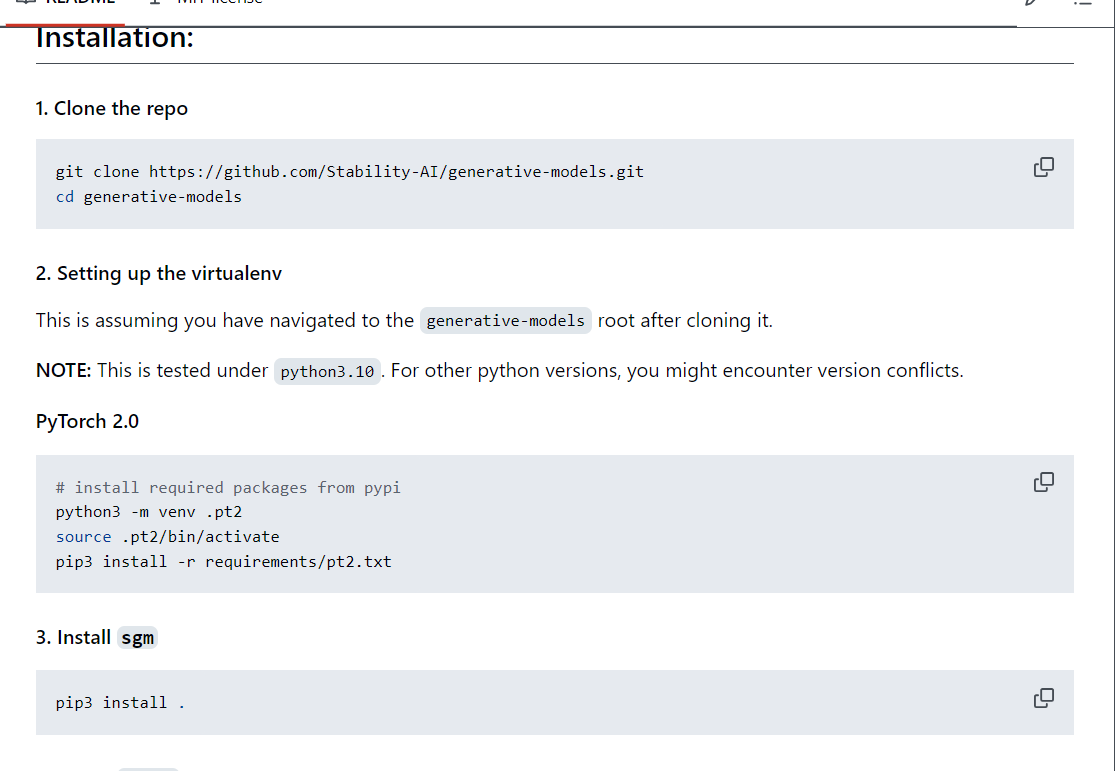 README MIT license
Installation:
1. Clone the repo
git clone https://github.com/Stability-AI/generative-models.git
cd generative-models
2. Setting up the virtualenv
This is assuming you have navigated to the generative-models root after cloning it.
NOTE: This is tested under python3.10. For other python versions, you might encounter version conflicts.
PyTorch 2.0
# install required packages from pypi
python3 -m venv .pt2
source .pt2/bin/activate
pip3 install -r requirements/pt2.txt
3. Install sgm
pip3 install .